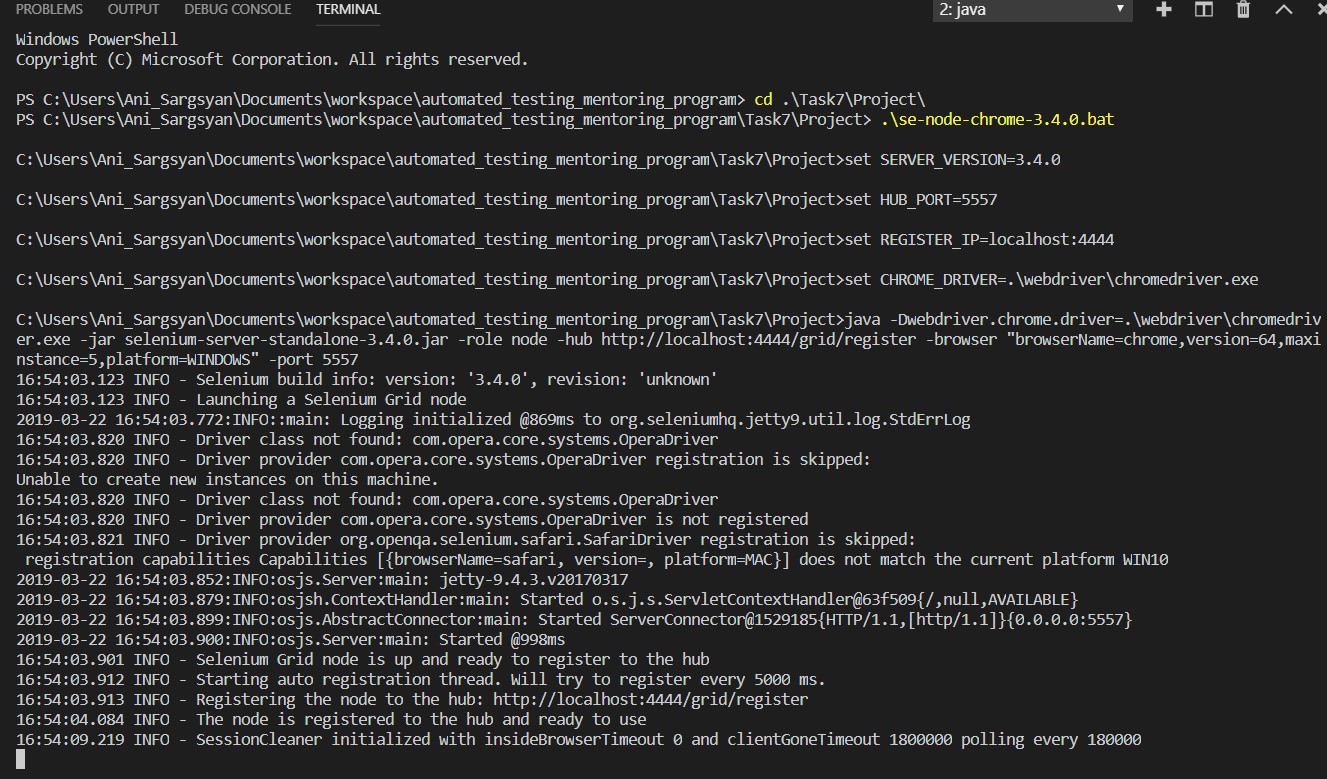 PROBLEMS OUTPUT DEBUG CONSOLE TERMINAL 2: java
Windows PowerShell
Copyright (C) Microsoft Corporation. All rights reserved.
PS C:\Users\Ani_Sargsyan\Documents\workspace\automated_testing_mentoring_program> cd .\Task7\Project\
PS C:\Users\Ani_Sargsyan\Documents\workspace\automated_testing_mentoring_program\Task7\Project> .\se-node-chrome-3.4.0.bat
C:\Users\Ani_Sargsyan\Documents\workspace\automated_testing_mentoring_program\Task7\Project>set SERVER_VERSION=3.4.0
C:\Users\Ani_Sargsyan\Documents\workspace\automated_testing_mentoring_program\Task7\Project>set HUB_PORT=5557
C:\Users\Ani_Sargsyan\Documents\workspace\automated_testing_mentoring_program\Task7\Project>set REGISTER_IP=localhost:4444
C:\Users\Ani_Sargsyan\Documents\workspace\automated_testing_mentoring_program\Task7\Project>set CHROME_DRIVER=.\webdriver\chromedriver.exe
C:\Users\Ani_Sargsyan\Documents\workspace\automated_testing_mentoring_program\Task7\Project>java -Dwebdriver.chrome.driver=.\webdriver\chromedriv
er.exe -jar selenium-server-standalone-3.4.0.jar -role node -hub http://localhost:4444/grid/register -browser "browserName=chrome,version=64,maxi
nstance=5,platform=WINDOWS" -port 5557
16:54:03.123 INFO - Selenium build info: version: '3.4.0', revision: 'unknown'
16:54:03.123 INFO - Launching a Selenium Grid node
2019-03-22 16:54:03.772:INFO::main: Logging initialized @869ms to org.seleniumhq.jetty9.util.log.StdErrLog
16:54:03.820 INFO - Driver class not found: com.opera.core.systems.OperaDriver
16:54:03.820 INFO - Driver provider com.opera.core.systems.OperaDriver registration is skipped:
Unable to create new instances on this machine.
16:54:03.820 INFO - Driver class not found: com.opera.core.systems.OperaDriver
16:54:03.820 INFO - Driver provider com.opera.core.systems.OperaDriver is not registered
16:54:03.821 INFO - Driver provider org.openqa.selenium.safari.SafariDriver registration is skipped:
registration capabilities Capabilities [{browserName=safari, version=, platform=MAC}] does not match the current platform WIN10
2019-03-22 16:54:03.852:INFO:osjs.Server:main: jetty-9.4.3.v20170317
2019-03-22 16:54:03.879:INFO:osjsh.ContextHandler:main: Started o.s.j.s.ServletContextHandler@63f509{/,null,AVAILABLE}
2019-03-22 16:54:03.899:INFO:osjs.AbstractConnector:main: Started ServerConnector@1529185{HTTP/1.1,[http/1.1]}{0.0.0.0:5557}
2019-03-22 16:54:03.900:INFO:osjs.Server:main: Started @998ms
16:54:03.901 INFO - Selenium Grid node is up and ready to register to the hub
16:54:03.912 INFO - Starting auto registration thread. Will try to register every 5000 ms.
16:54:03.913 INFO - Registering the node to the hub: http://localhost:4444/grid/register
16:54:04.084 INFO - The node is registered to the hub and ready to use
16:54:09.219 INFO - SessionCleaner initialized with insideBrowserTimeout 0 and clientGoneTimeout 1800000 polling every 180000